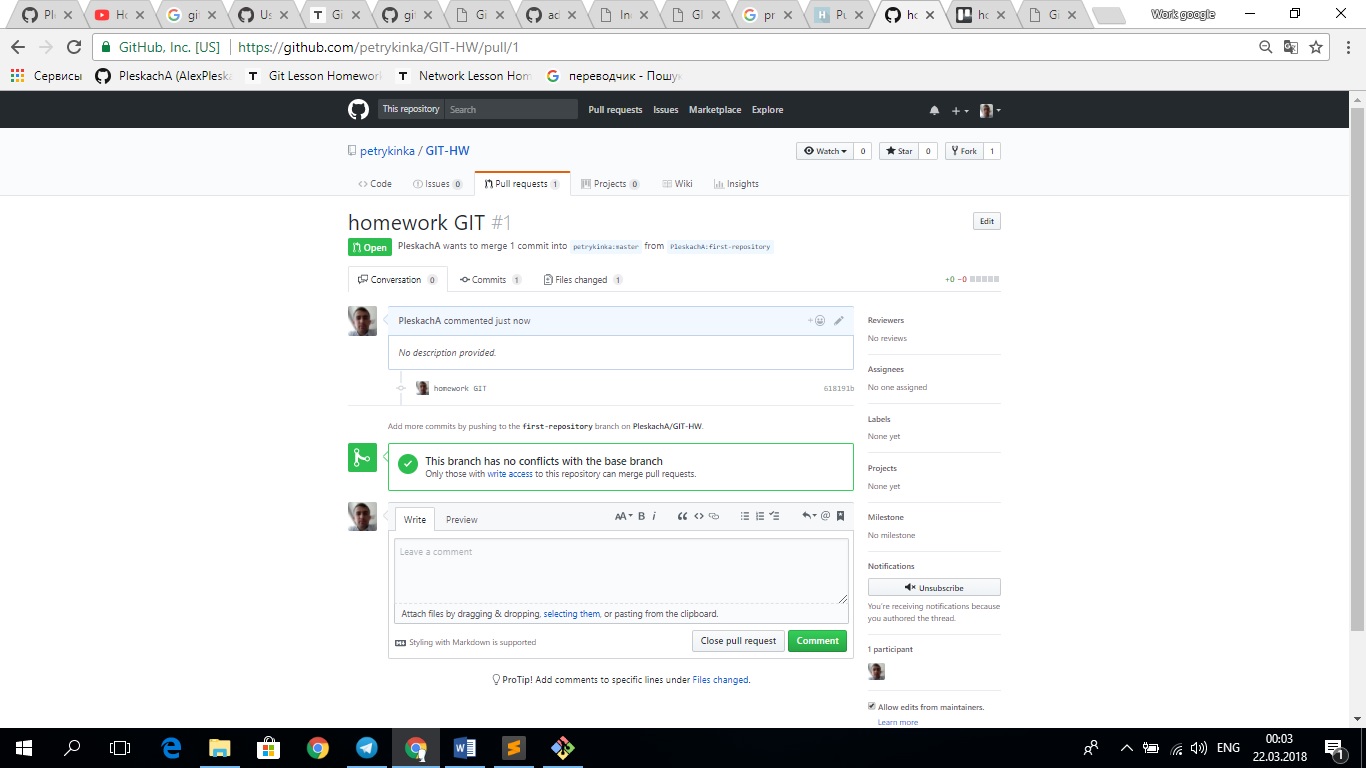 Pl
Ho
git
Us
Gi
git
Gi
ad
In
Gl
pr
Pu
ho
ho
Gi
Work google
GitHub, Inc. [US] https://github.com/petrykinka/GIT-HW/pull/1
Сервисы PleskachA (AlexPleska Git Lesson Homework Network Lesson Hom переводчик - Пошук
This repository Search Pull requests Issues Marketplace Explore
petrykinka / GIT-HW
Watch 0 Star 0 Fork 1
Code Issues 0 Pull requests 1 Projects 0 Wiki Insights
homework GIT #1
Edit
Open PleskachA wants to merge 1 commit into petrykinka:master from PleskachA:first-repository
Conversation 0 Commits 1 Files changed 1 +0 −0
PleskachA commented just now
No description provided.
homework GIT 618191b
Add more commits by pushing to the first-repository branch on PleskachA/GIT-HW.
This branch has no conflicts with the base branch
Only those with write access to this repository can merge pull requests.
Write Preview AA B i
Leave a comment
Attach files by dragging & dropping, selecting them, or pasting from the clipboard.
Styling with Markdown is supported
Close pull request Comment
ProTip! Add comments to specific lines under Files changed.
Reviewers
No reviews
Assignees
No one assigned
Labels
None yet
Projects
None yet
Milestone
No milestone
Notifications
Unsubscribe
You're receiving notifications because
you authored the thread.
1 participant
Allow edits from maintainers.
Learn more
ENG
00:03
22.03.2018
1